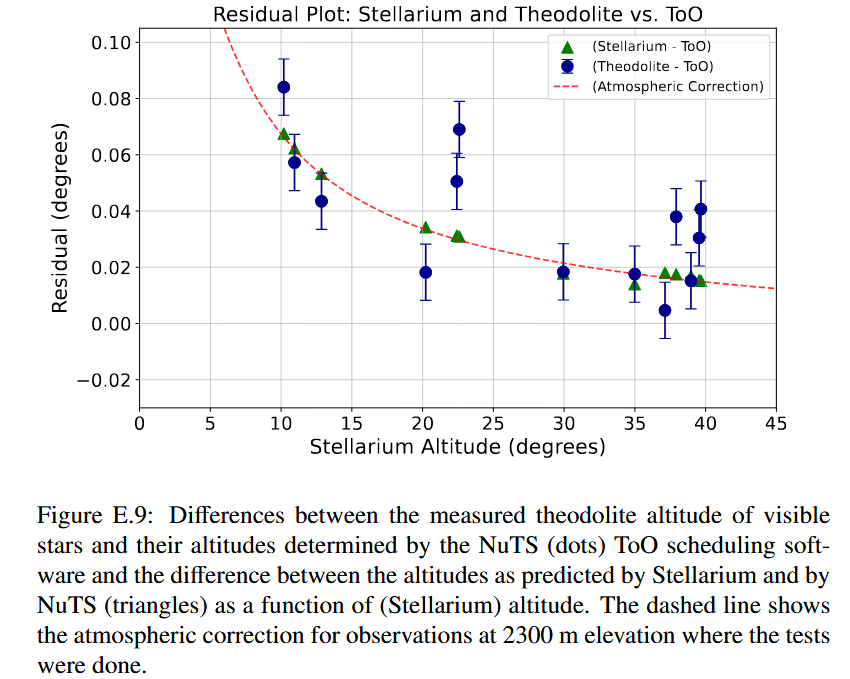 Residual Plot: Stellarium and Theodolite vs. ToO
(Stellarium - ToO)
(Theodolite - ToO)
(Atmospheric Correction)
0.10
0.08
0.06
0.04
0.02
0.00
−0.02
Residual (degrees)
0 5 10 15 20 25 30 35 40 45
Stellarium Altitude (degrees)
Figure E.9: Differences between the measured theodolite altitude of visible
stars and their altitudes determined by the NuTS (dots) ToO scheduling soft-
ware and the difference between the altitudes as predicted by Stellarium and by
NuTS (triangles) as a function of (Stellarium) altitude. The dashed line shows
the atmospheric correction for observations at 2300 m elevation where the tests
were done.